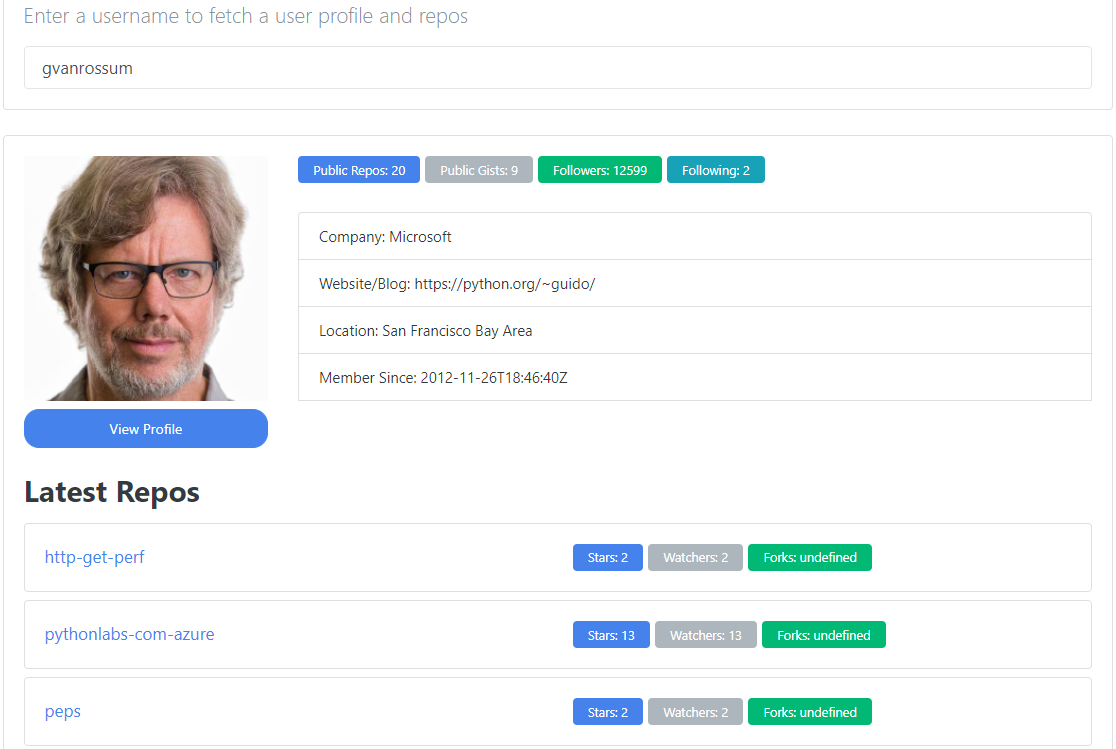 Enter a username to fetch a user profile and repos
gvanrossum
Public Repos: 20 Public Gists: 9 Followers: 12599 Following: 2
Company: Microsoft
Website/Blog: https://python.org/~guido/
Location: San Francisco Bay Area
Member Since: 2012-11-26T18:46:40Z
View Profile
Latest Repos
http-get-perf Stars: 2 Watchers: 2 Forks: undefined
pythonlabs-com-azure Stars: 13 Watchers: 13 Forks: undefined
peps Stars: 2 Watchers: 2 Forks: undefined